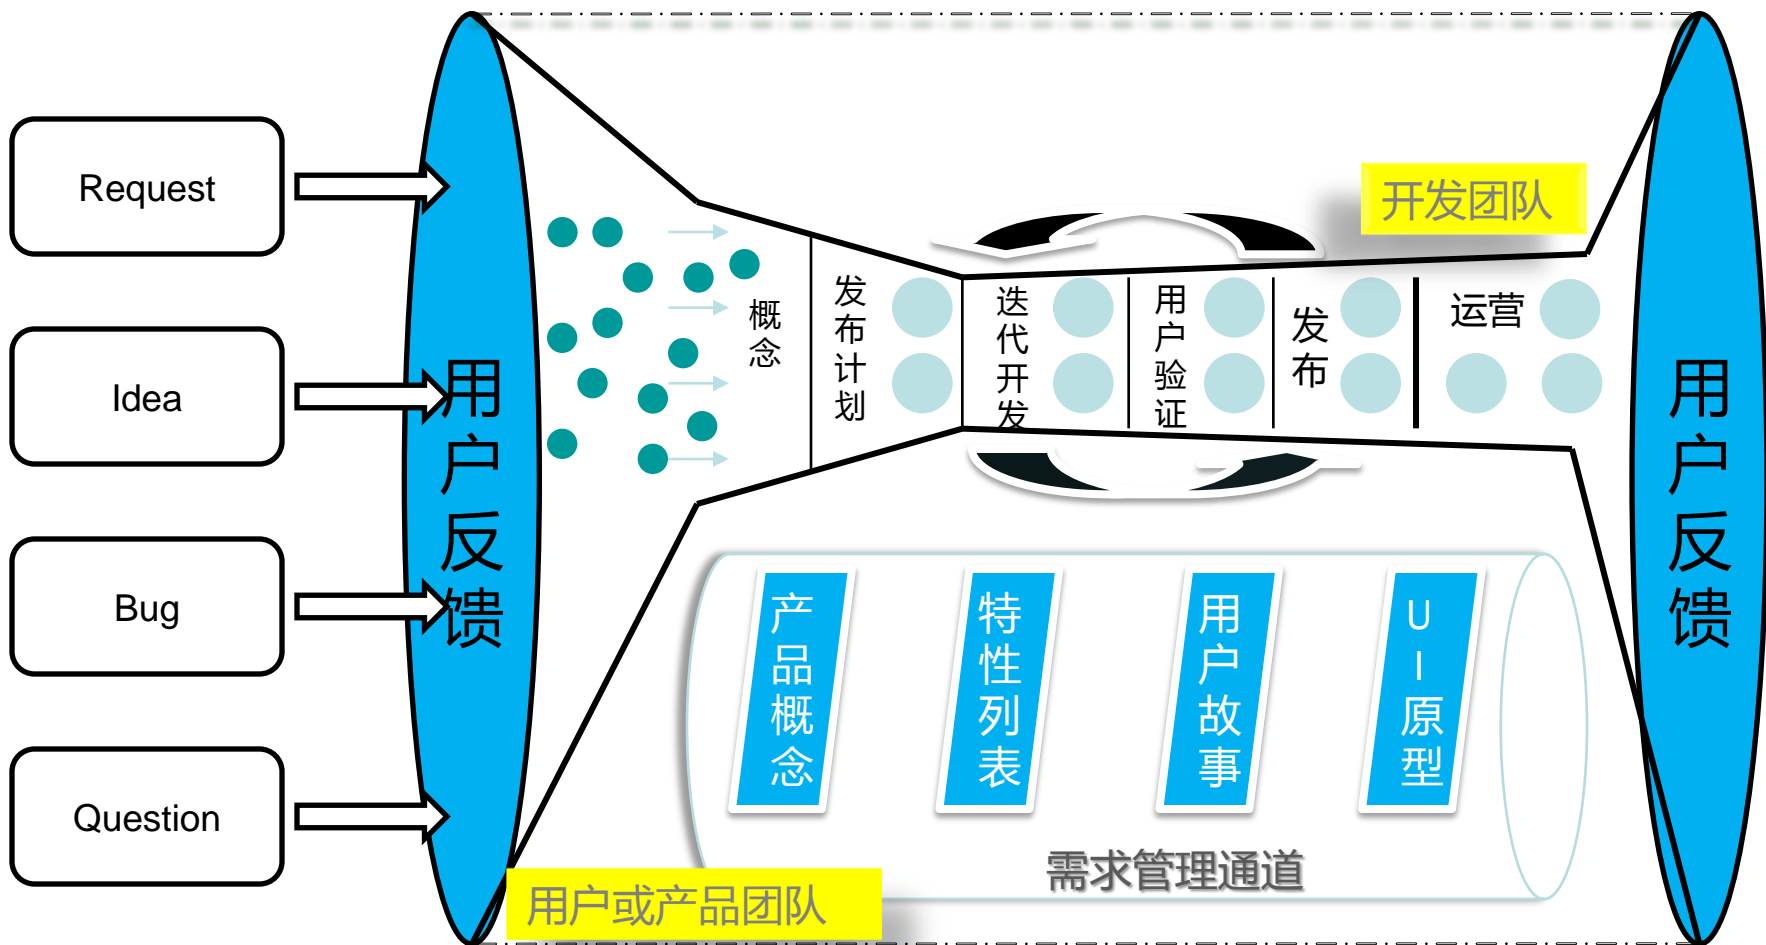 Request
Idea
Bug
Question
用户反馈
概念
发布计划
迭代开发
用户验证
发布
运营
开发团队
用户反馈
产品概念
特性列表
用户故事
UI原型
需求管理通道
用户或产品团队